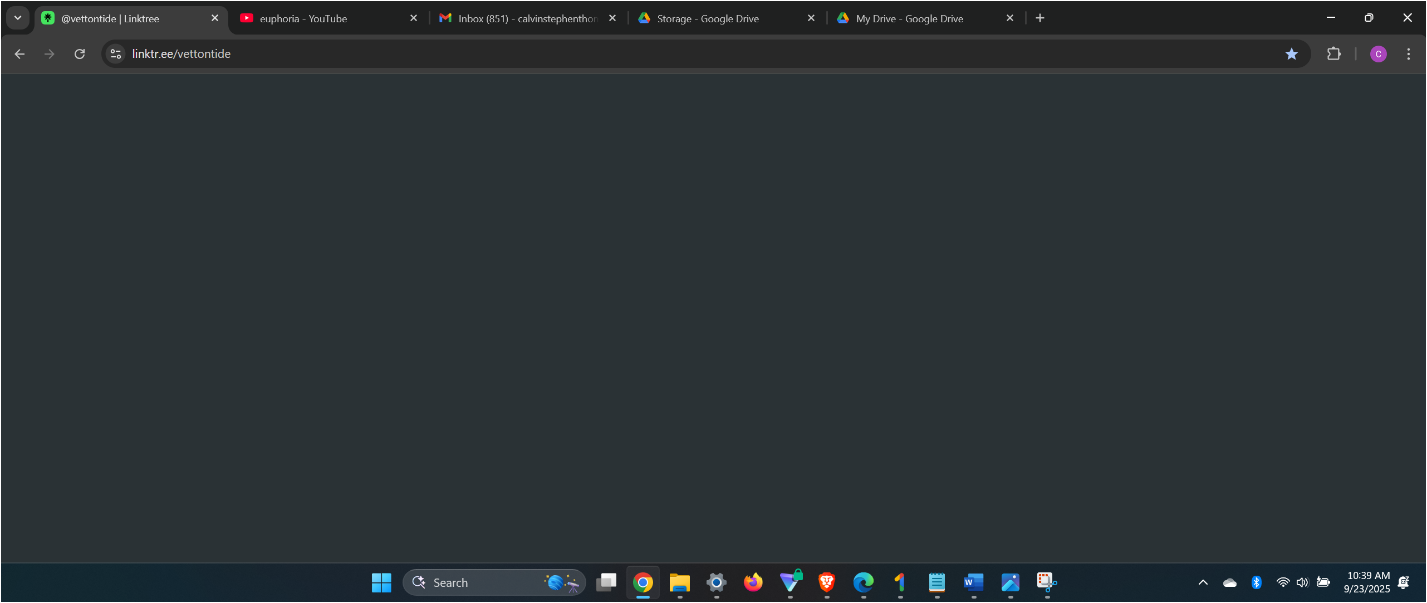 @vettontide | Linktree
euphoria - YouTube
Inbox (851) - calvinstephenthor
Storage - Google Drive
My Drive - Google Drive
linktr.ee/vettontide
C
Search
10:39 AM
9/23/2025